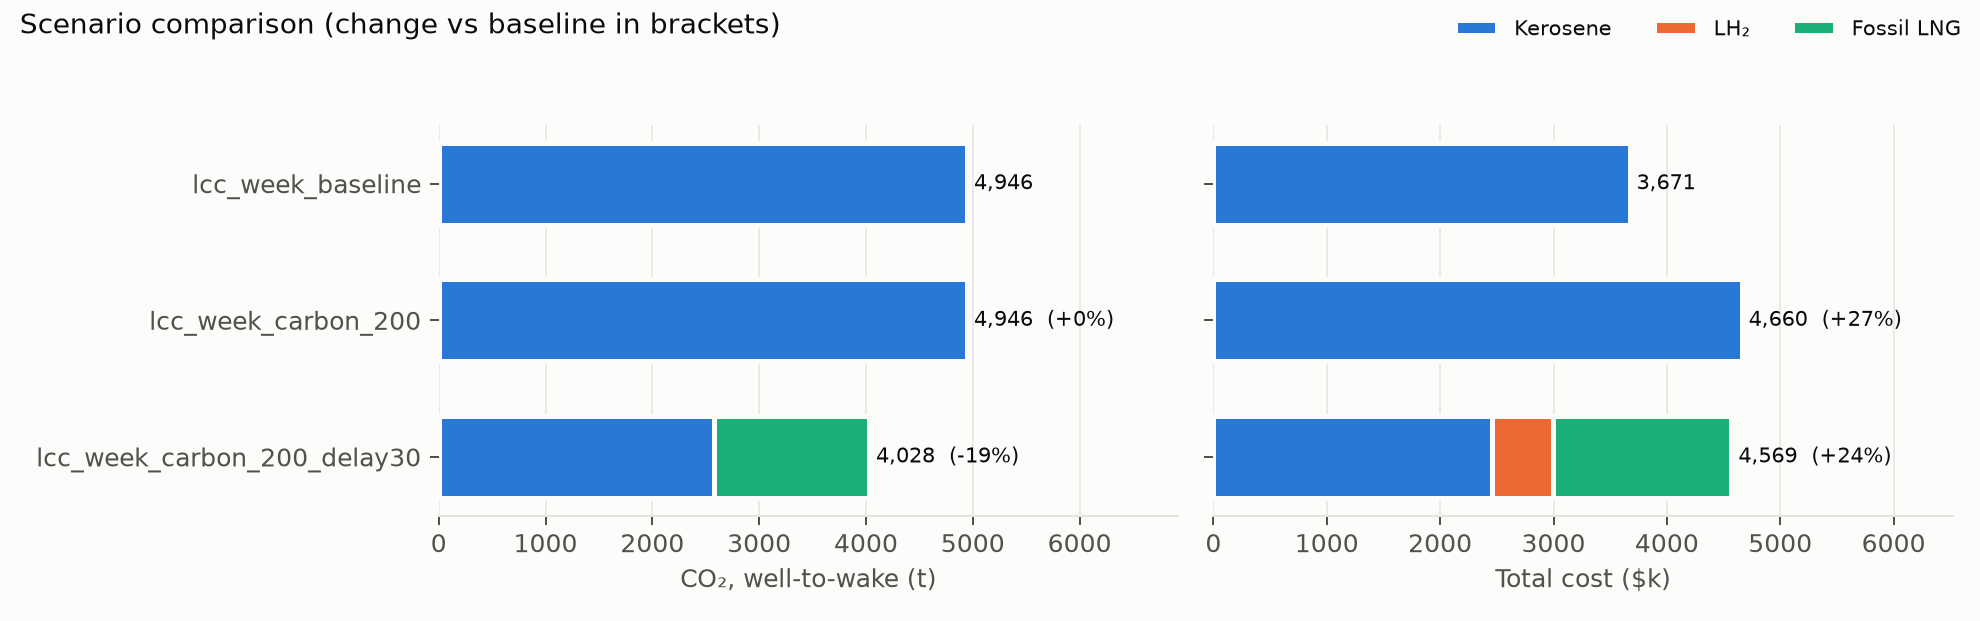 Scenario comparison (change vs baseline in brackets)
Kerosene
LH₂
Fossil LNG
lcc_week_baseline
4,946
3,671
lcc_week_carbon_200
4,946 (+0%)
4,660 (+27%)
lcc_week_carbon_200_delay30
4,028 (-19%)
4,569 (+24%)
0 1000 2000 3000 4000 5000 6000
CO₂, well-to-wake (t)
0 1000 2000 3000 4000 5000 6000
Total cost ($k)